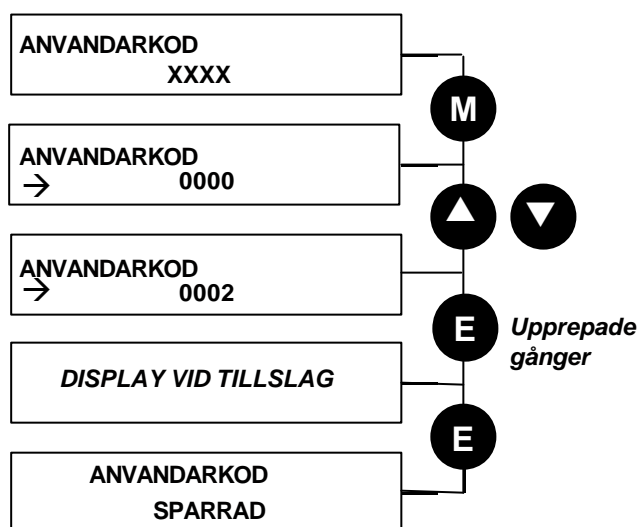 ANVANDARKOD
XXXX
M
ANVANDARKOD
→ 0000
ANVANDARKOD
→ 0002
E
Upprepade
gånger
DISPLAY VID TILLSLAG
E
ANVANDARKOD
SPARRAD